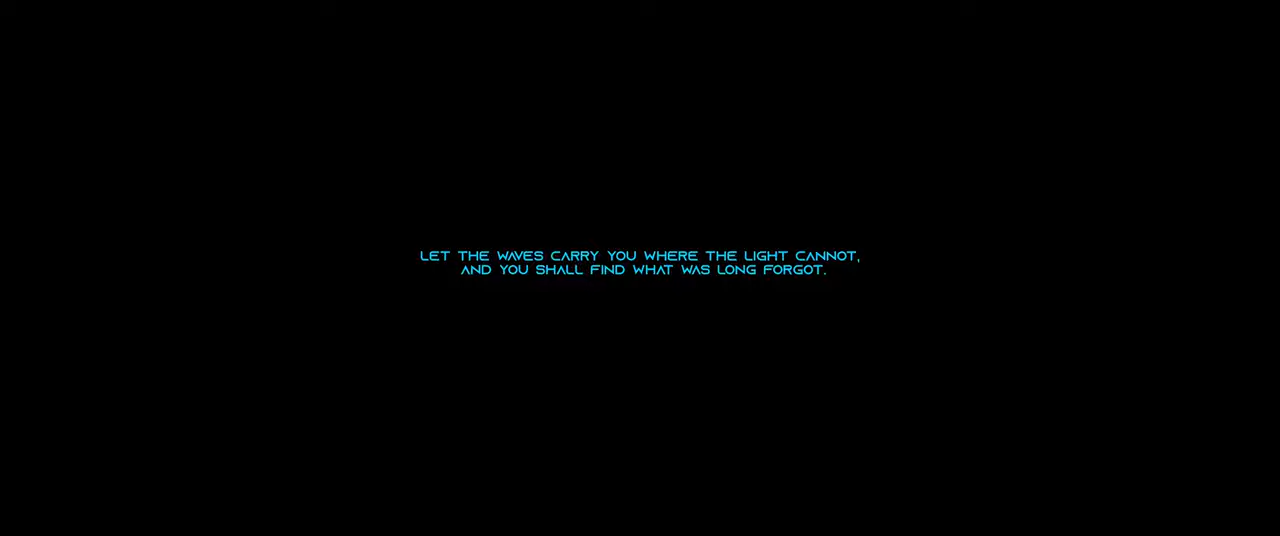 LET THE WAVES CARRY YOU WHERE THE LIGHT CANNOT,
AND YOU SHALL FIND WHAT WAS LONG FORGOT.